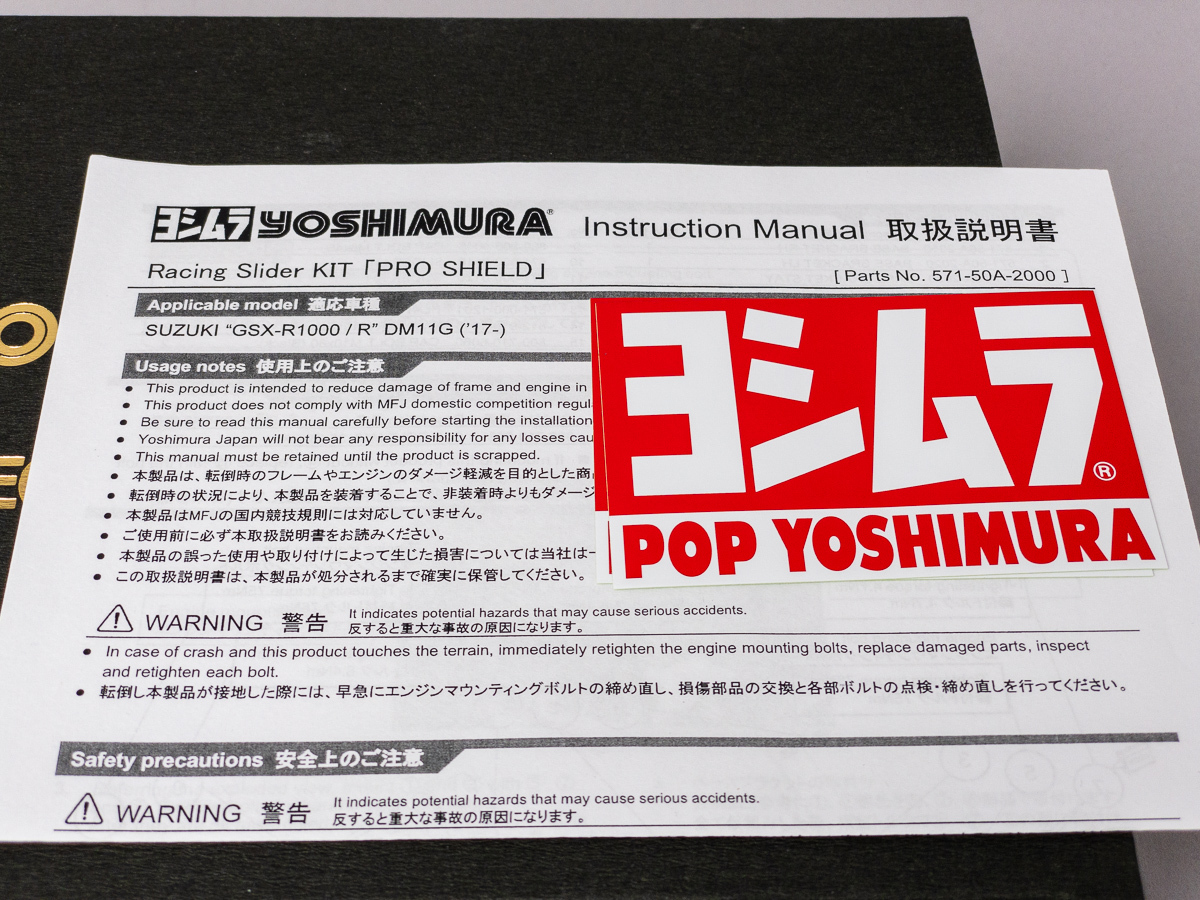 ヨシムラ YOSHIMURA® Instruction Manual 取扱説明書
Racing Slider KIT「PRO SHIELD」 [ Parts No. 571-50A-2000 ]
Applicable model 適応車種
SUZUKI “GSX-R1000 / R” DM11G (’17-)
Usage notes 使用上のご注意
• This product is intended to reduce damage of frame and engine in
• This product does not comply with MFJ domestic competition regul
• Be sure to read this manual carefully before starting the installation
• Yoshimura Japan will not bear any responsibility for any losses cau
• This manual must be retained until the product is scrapped.
• 本製品は、転倒時のフレームやエンジンのダメージ軽減を目的とした商
• 転倒時の状況により、本製品を装着することで、非装着時よりもダメージ
• 本製品はMFJの国内競技規則には対応していません。
• ご使用前に必ず本取扱説明書をお読みください。
• 本製品の誤った使用や取り付けによって生じた損害については当社は一
• この取扱説明書は、本製品が処分されるまで確実に保管してください。
ヨシムラ®
POP YOSHIMURA
WARNING 警告 It indicates potential hazards that may cause serious accidents.
反すると重大な事故の原因になります。
• In case of crash and this product touches the terrain, immediately retighten the engine mounting bolts, replace damaged parts, inspect
and retighten each bolt.
• 転倒し本製品が接地した際には、早急にエンジンマウンティングボルトの締め直し、損傷部品の交換と各部ボルトの点検・締め直しを行ってください。
Safety precautions 安全上のご注意
WARNING 警告 It indicates potential hazards that may cause serious accidents.
反すると重大な事故の原因になります。